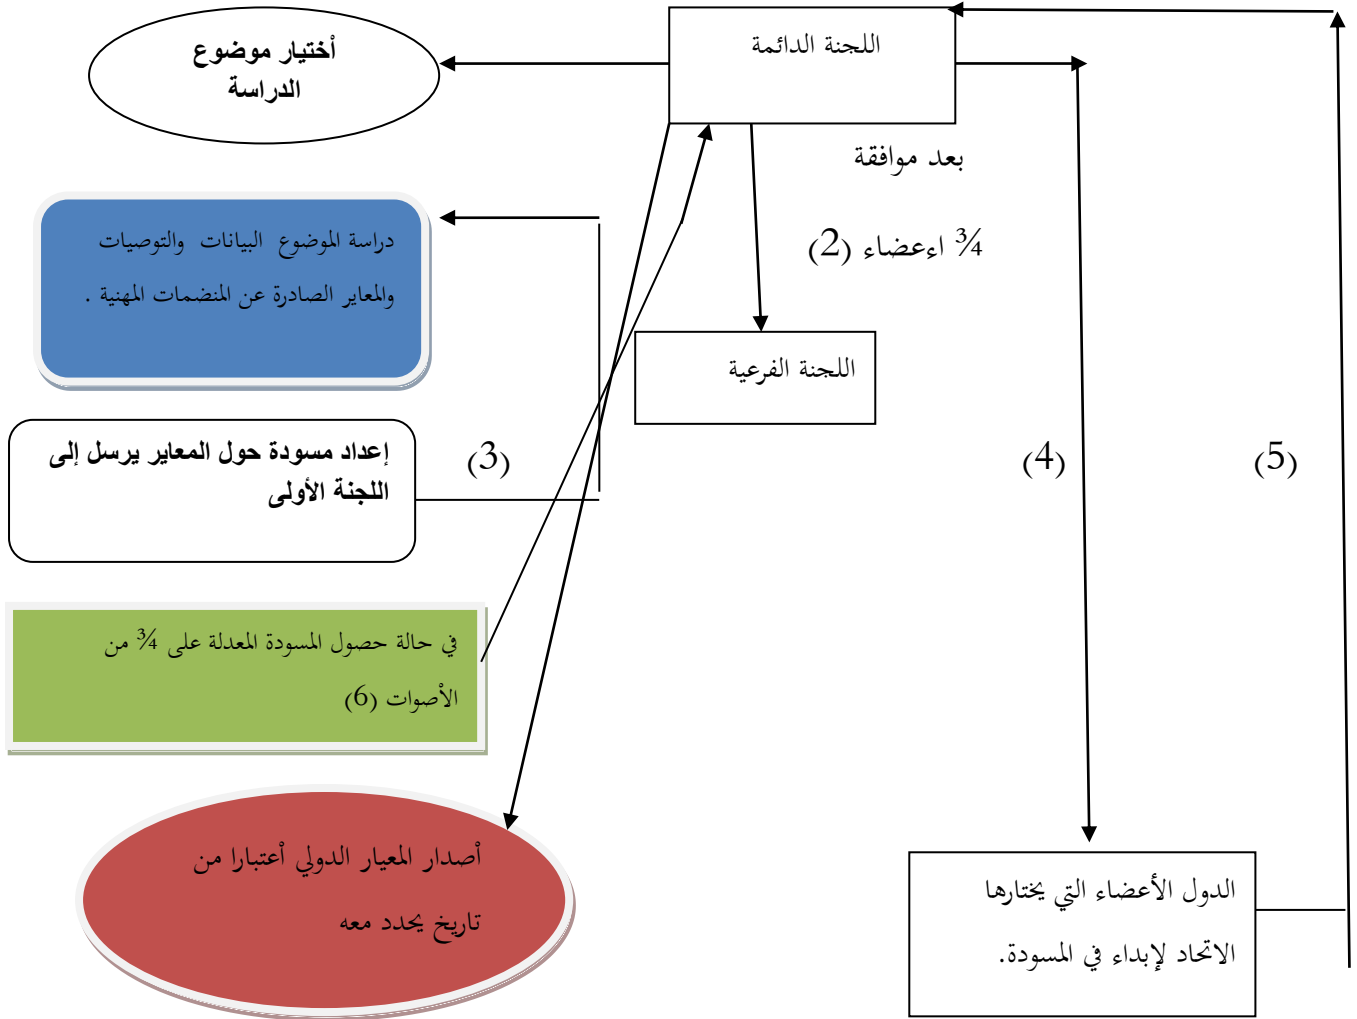 اللجنة الدائمة
أختيار موضوع
الدراسة
بعد موافقة
¾ اءعضاء (2)
دراسة الموضوع البيانات والتوصيات
والمعاير الصادرة عن المنضمات المهنية .
اللجنة الفرعية
إعداد مسودة حول المعاير يرسل إلى
اللجنة الأولى
(3)
(4)
(5)
في حالة حصول المسودة المعدلة على ¾ من
الأصوات (6)
أصدار المعيار الدولي أعتبارا من
تاريخ يحدد معه
الدول الأعضاء التي يختارها
الاتحاد لإبداء في المسودة.